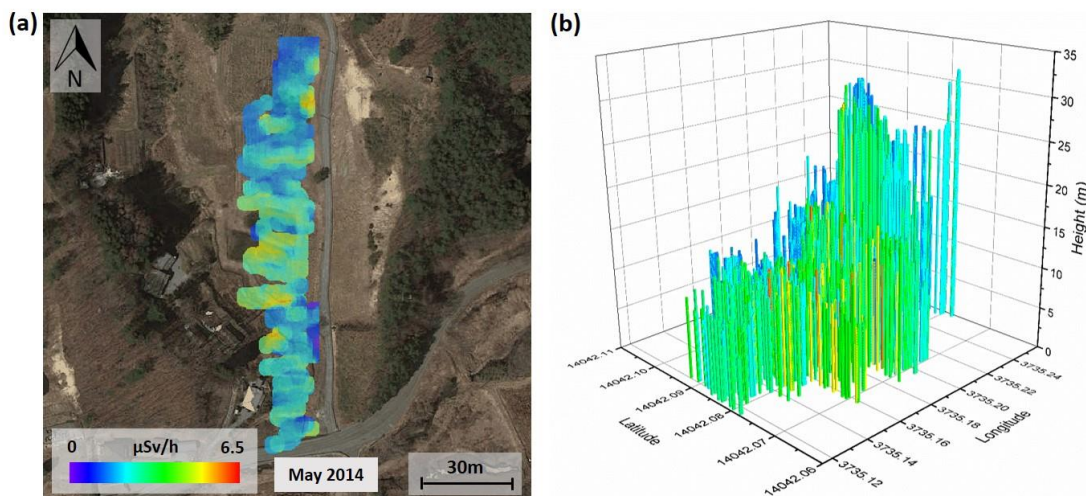 (a)
N
0 µSv/h 6.5
May 2014
30m
(b)
35
30
25
20
15
10
5
0
Height (m)
14042.11
14042.10
14042.09
14042.08
14042.07
14042.06
Latitude
3735.24
3735.22
3735.20
3735.18
3735.16
3735.14
3735.12
Longitude